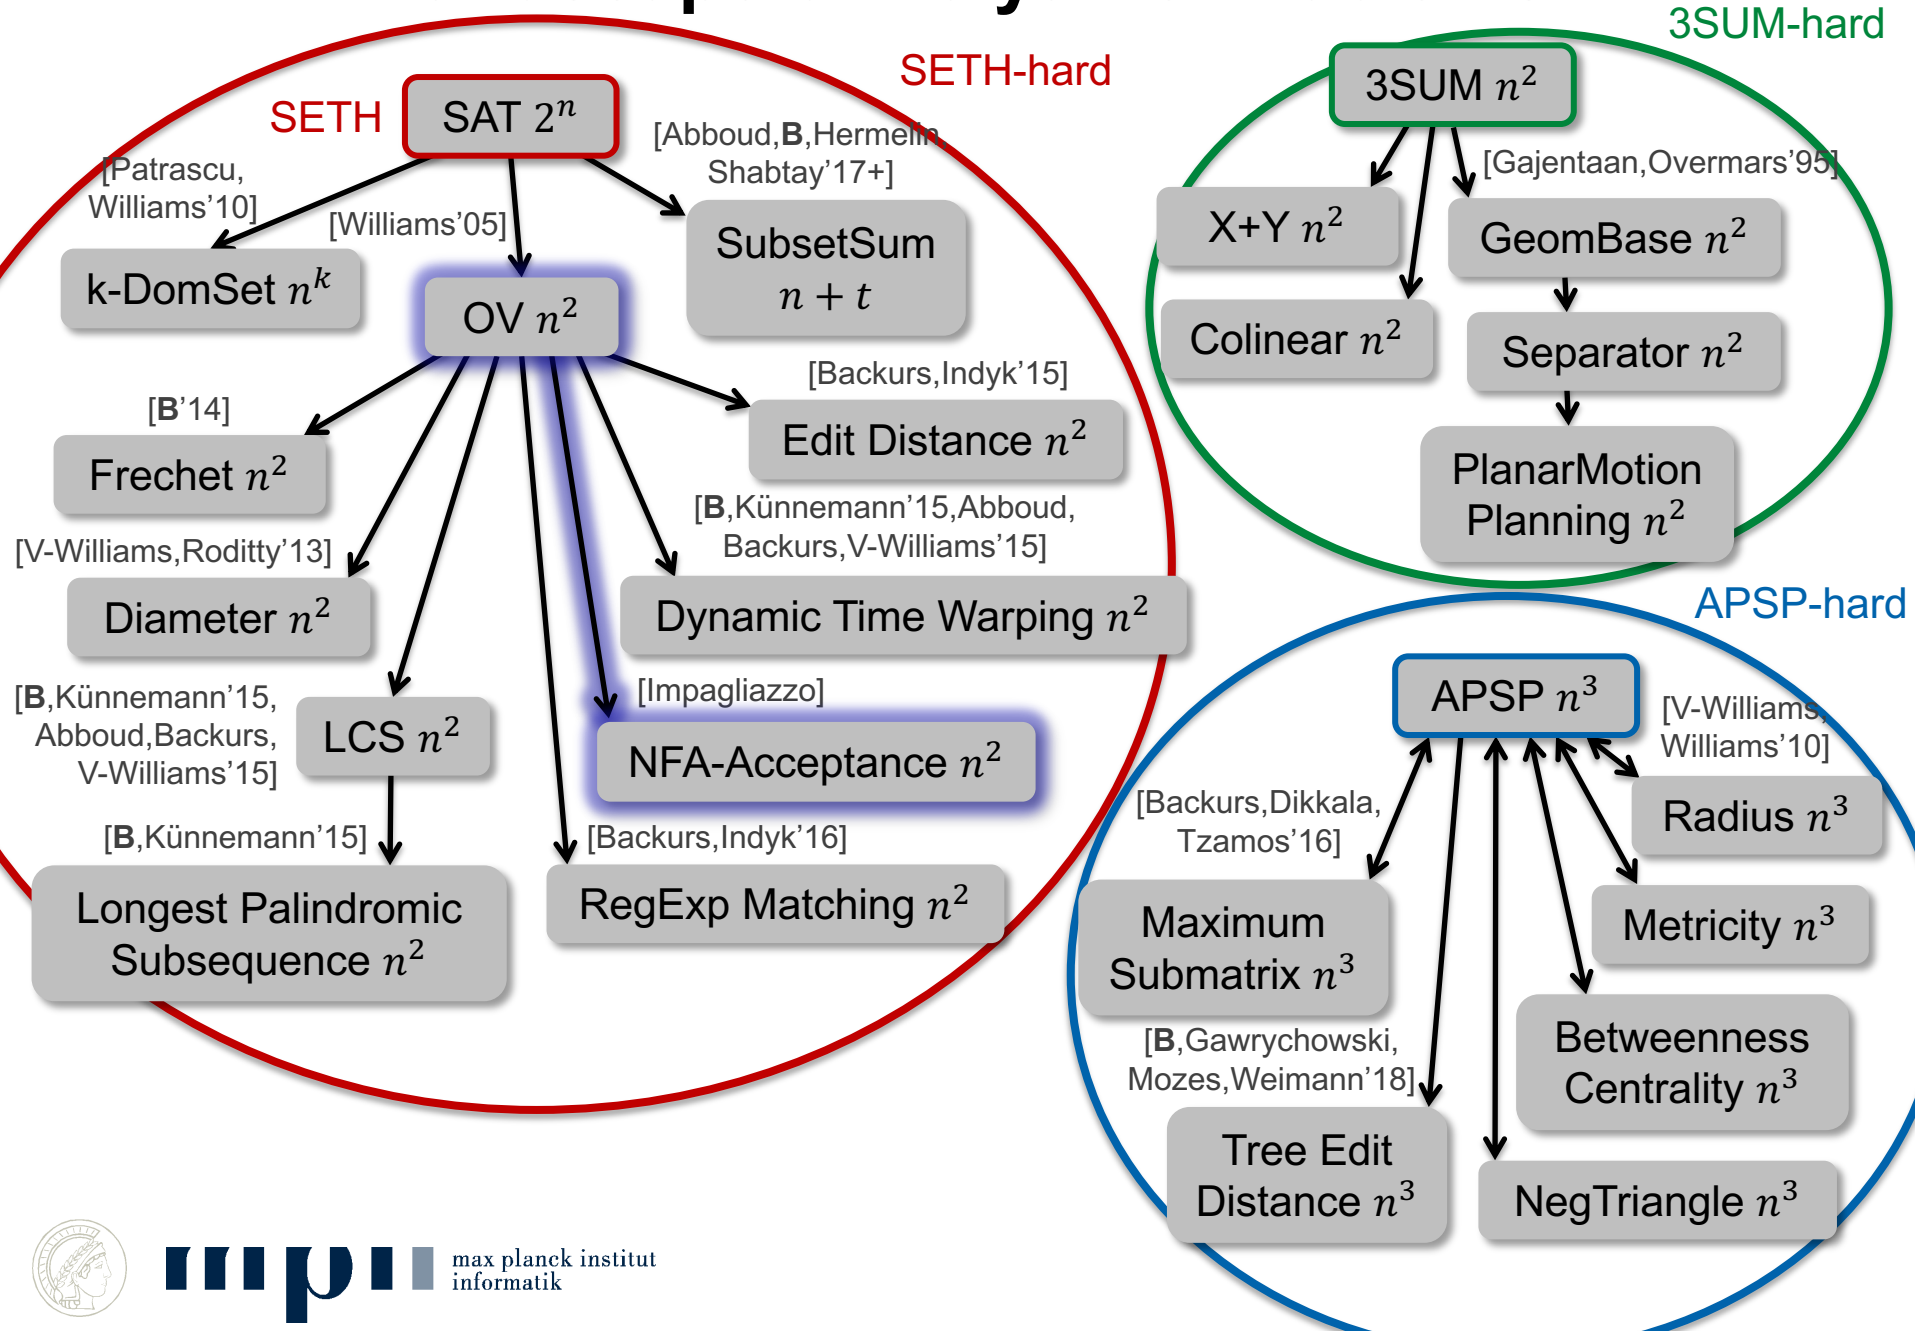 SETH-hard
SETH
SAT 2^n
[Abboud,B,Hermelin,
Shabtay'17+]
[Patrascu,
Williams'10]
[Williams'05]
k-DomSet n^k
OV n^2
SubsetSum
n + t
[Backurs,Indyk'15]
[B'14]
Edit Distance n^2
Frechet n^2
[B,Künnemann'15,Abboud,
Backurs,V-Williams'15]
[V-Williams,Roditty'13]
Diameter n^2
Dynamic Time Warping n^2
[B,Künnemann'15,
Abboud,Backurs,
V-Williams'15]
LCS n^2
[Impagliazzo]
NFA-Acceptance n^2
[B,Künnemann'15]
[Backurs,Indyk'16]
Longest Palindromic
Subsequence n^2
RegExp Matching n^2
3SUM-hard
3SUM n^2
[Gajentaan,Overmars'95]
X+Y n^2
GeomBase n^2
Colinear n^2
Separator n^2
PlanarMotion
Planning n^2
APSP-hard
APSP n^3
[V-Williams,
Williams'10]
[Backurs,Dikkala,
Tzamos'16]
Radius n^3
Maximum
Submatrix n^3
Metricity n^3
[B,Gawrychowski,
Mozes,Weimann'18]
Betweenness
Centrality n^3
Tree Edit
Distance n^3
NegTriangle n^3
max planck institut
informatik